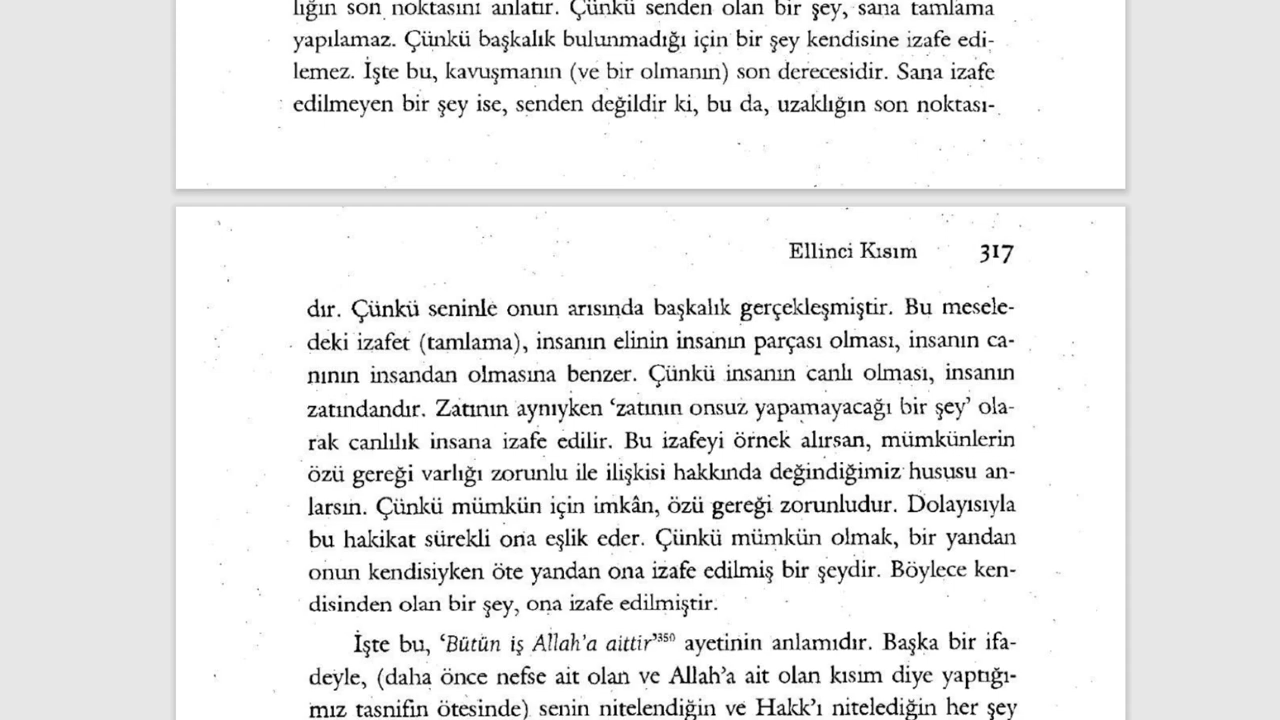 lığın son noktasını anlatır. Çünkü senden olan bir şey, sana tamlama
yapılamaz. Çünkü başkalık bulunmadığı için bir şey kendisine izafe edi-
lemez. İşte bu, kavuşmanın (ve bir olmanın) son derecesidir. Sana izafe
edilmeyen bir şey ise, senden değildir ki, bu da, uzaklığın son noktası-
Ellinci Kısım 317
dır. Çünkü seninle onun arısında başkalık gerçekleşmiştir. Bu mesele-
deki izafet (tamlama), insanın elinin insanın parçası olması, insanın ca-
nının insandan olmasına benzer. Çünkü insanın canlı olması, insanın
zatındandır. Zatının aynıyken ‘zatının onsuz yapamayacağı bir şey’ ola-
rak canlılık insana izafe edilir. Bu izafeyi örnek alırsan, mümkünlerin
özü gereği varlığı zorunlu ile ilişkisi hakkında değindiğimiz hususu an-
larsın. Çünkü mümkün için imkân, özü gereği zorunludur. Dolayısıyla
bu hakikat sürekli ona eşlik eder. Çünkü mümkün olmak, bir yandan
onun kendisiyken öte yandan ona izafe edilmiş bir şeydir. Böylece ken-
disinden olan bir şey, ona izafe edilmiştir.
İşte bu, ‘Bütün iş Allah’a aittir’³⁵⁰ ayetinin anlamıdır. Başka bir ifa-
deyle, (daha önce nefse ait olan ve Allah’a ait olan kısım diye yaptığı-
mız tasnifin ötesinde) senin nitelendiğin ve Hakk’ı nitelediğin her şey